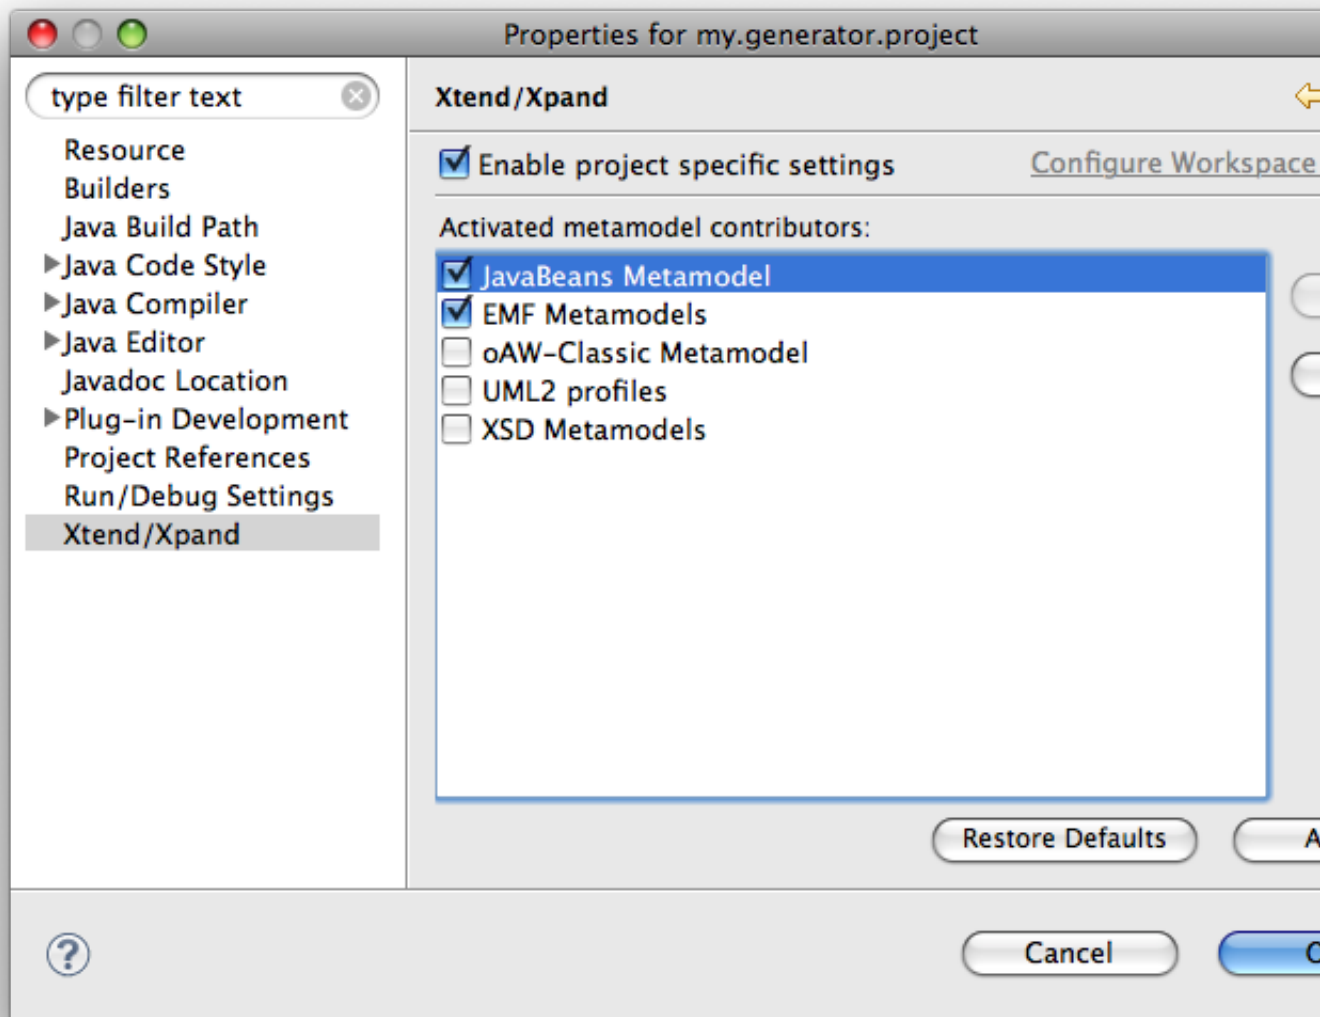 Properties for my.generator.project
type filter text
Resource
Builders
Java Build Path
Java Code Style
Java Compiler
Java Editor
Javadoc Location
Plug-in Development
Project References
Run/Debug Settings
Xtend/Xpand
Xtend/Xpand
Enable project specific settings
Configure Workspace
Activated metamodel contributors:
JavaBeans Metamodel
EMF Metamodels
oAW-Classic Metamodel
UML2 profiles
XSD Metamodels
Restore Defaults
?
Cancel